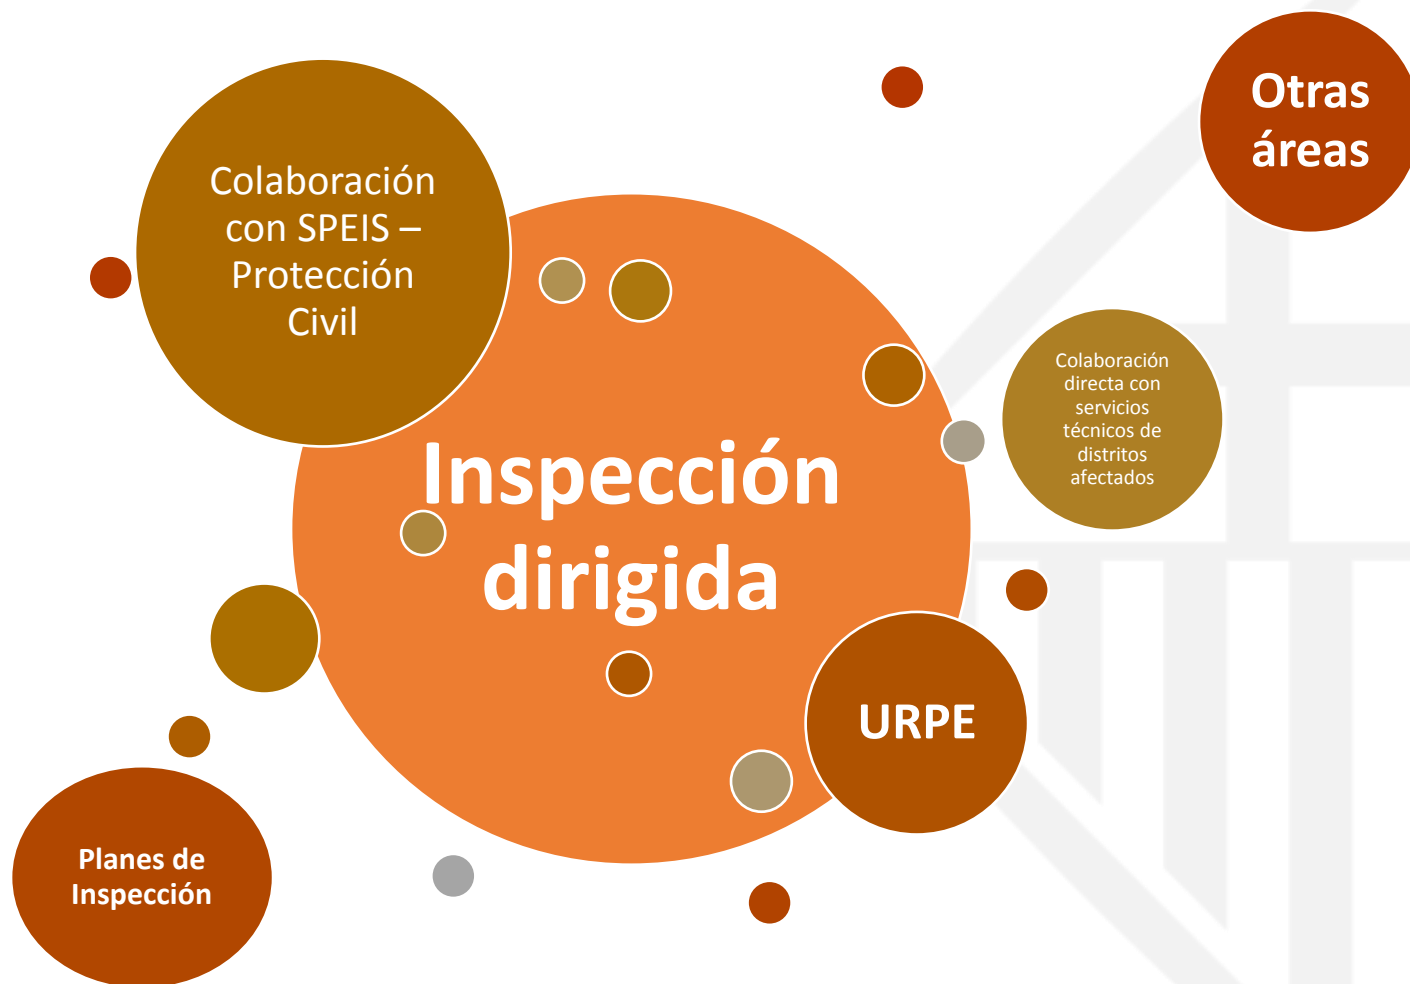 Otras
áreas
Colaboración
con SPEIS –
Protección
Civil
Colaboración
directa con
servicios
técnicos de
distritos
afectados
Inspección
dirigida
URPE
Planes de
Inspección